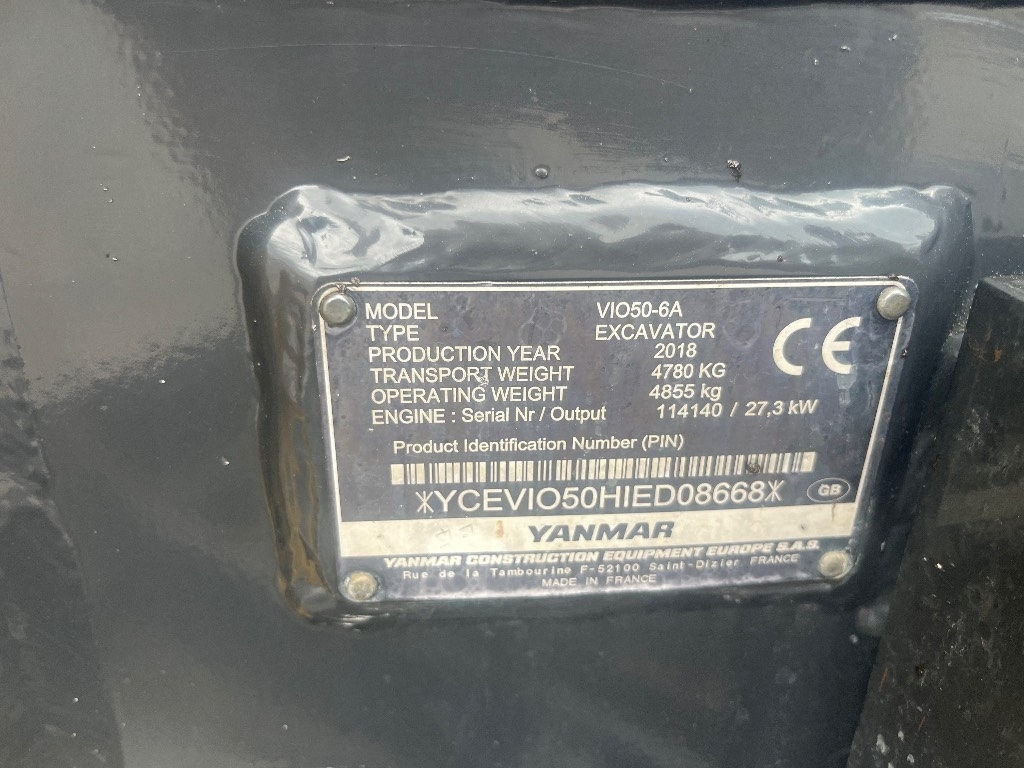 MODEL VIO50-6A
TYPE EXCAVATOR
PRODUCTION YEAR 2018
TRANSPORT WEIGHT 4780 KG
OPERATING WEIGHT 4855 kg
ENGINE : Serial Nr / Output 114140 / 27,3 kW
CE
Product Identification Number (PIN)
*YCEVIO50HIED08668*
GB
YANMAR
YANMAR CONSTRUCTION EQUIPMENT EUROPE S.A.S.
Rue de la Tambourine F-52100 Saint-Dizier FRANCE
MADE IN FRANCE